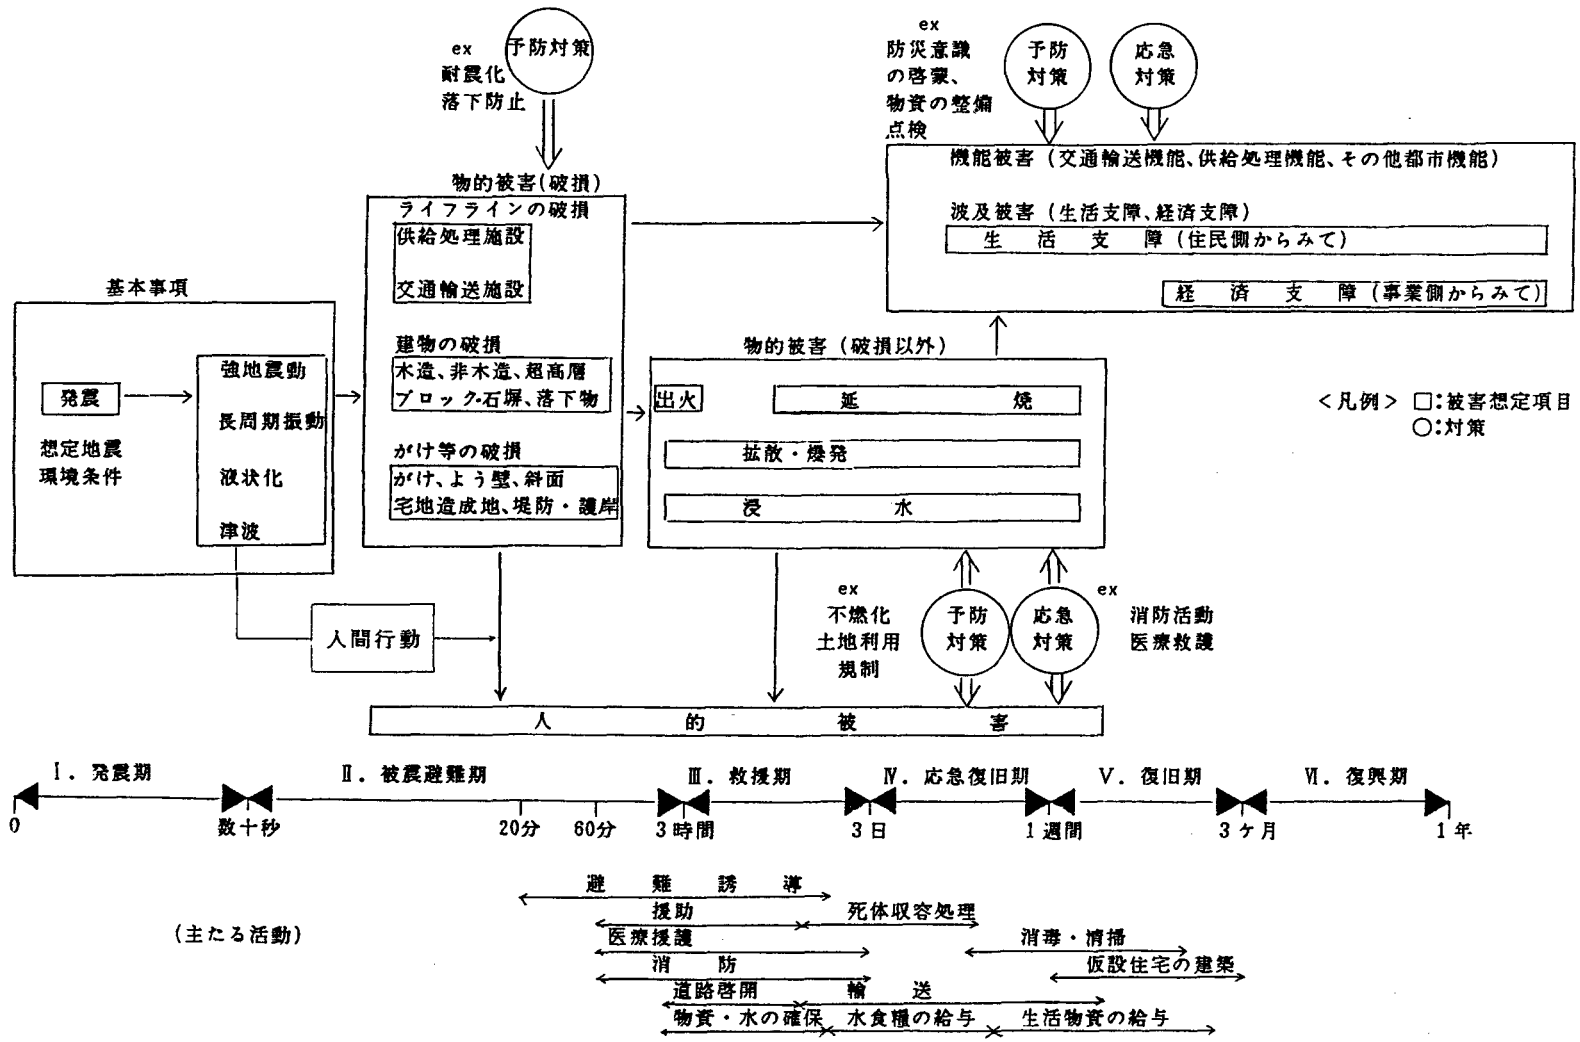 ex
耐震化
落下防止
予防対策
ex
防災意識
の啓蒙、
物資の整備
点検
予防
対策
応急
対策
機能被害(交通輸送機能、供給処理機能、その他都市機能)
波及被害(生活支障、経済支障)
生活支障(住民側からみて)
経済支障(事業側からみて)
物的被害(破損)
ライフラインの破損
供給処理施設
交通輸送施設
建物の破損
木造、非木造、超高層
ブロック・石塀、落下物
がけ等の破損
がけ、よう壁、斜面
宅地造成地、堤防・護岸
基本事項
発震
想定地震
環境条件
強地震動
長周期振動
液状化
津波
物的被害(破損以外)
出火
延焼
拡散・爆発
浸水
<凡例> □:被害想定項目
○:対策
人間行動
ex
不燃化
土地利用
規制
予防
対策
応急
対策
ex
消防活動
医療救護
人的被害
Ⅰ.発震期
Ⅱ.被震避難期
Ⅲ.救援期
Ⅳ.応急復旧期
Ⅴ.復旧期
Ⅵ.復興期
0
数十秒
20分
60分
3時間
3日
1週間
3ケ月
1年
(主たる活動)
避難誘導
援助
死体収容処理
医療援護
消毒・清掃
消防
仮設住宅の建築
道路啓開
輸送
物資・水の確保
水食糧の給与
生活物資の給与